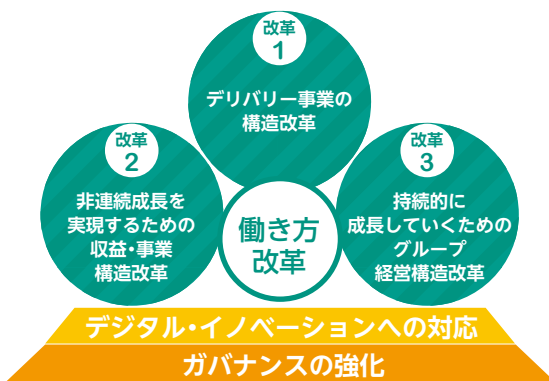 改革
1
デリバリー事業の
構造改革
改革
2
非連続成長を
実現するための
収益・事業
構造改革
改革
3
持続的に
成長していくための
グループ
経営構造改革
働き方
改革
デジタル・イノベーションへの対応
ガバナンスの強化